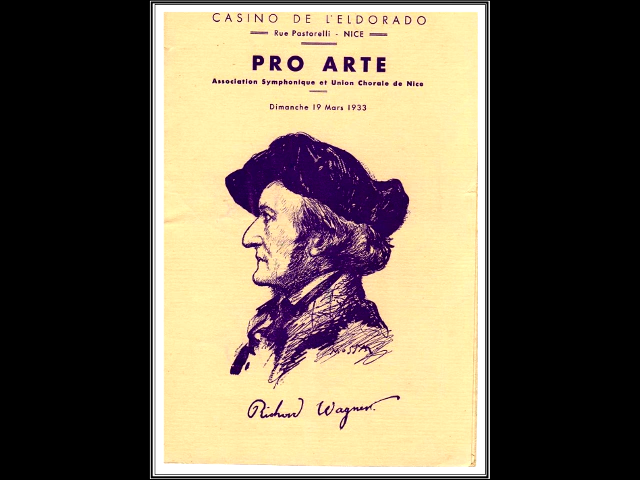 CASINO DE L'ELDORADO
Rue Pastorelli - NICE
PRO ARTE
Association Symphonique et Union Chorale de Nice
Dimanche 19 Mars 1933
Richard Wagner.